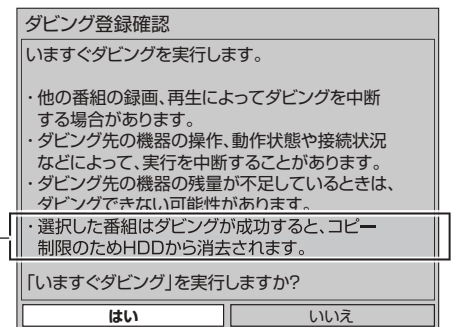 ダビング登録確認
いますぐダビングを実行します。
・他の番組の録画、再生によってダビングを中断
する場合があります。
・ダビング先の機器の操作、動作状態や接続状況
などによって、実行を中断することがあります。
・ダビング先の機器の残量が不足しているときは、
ダビングできない可能性があります。
・選択した番組はダビングが成功すると、コピー
制限のためHDDから消去されます。
「いますぐダビング」を実行しますか?
はい
いいえ